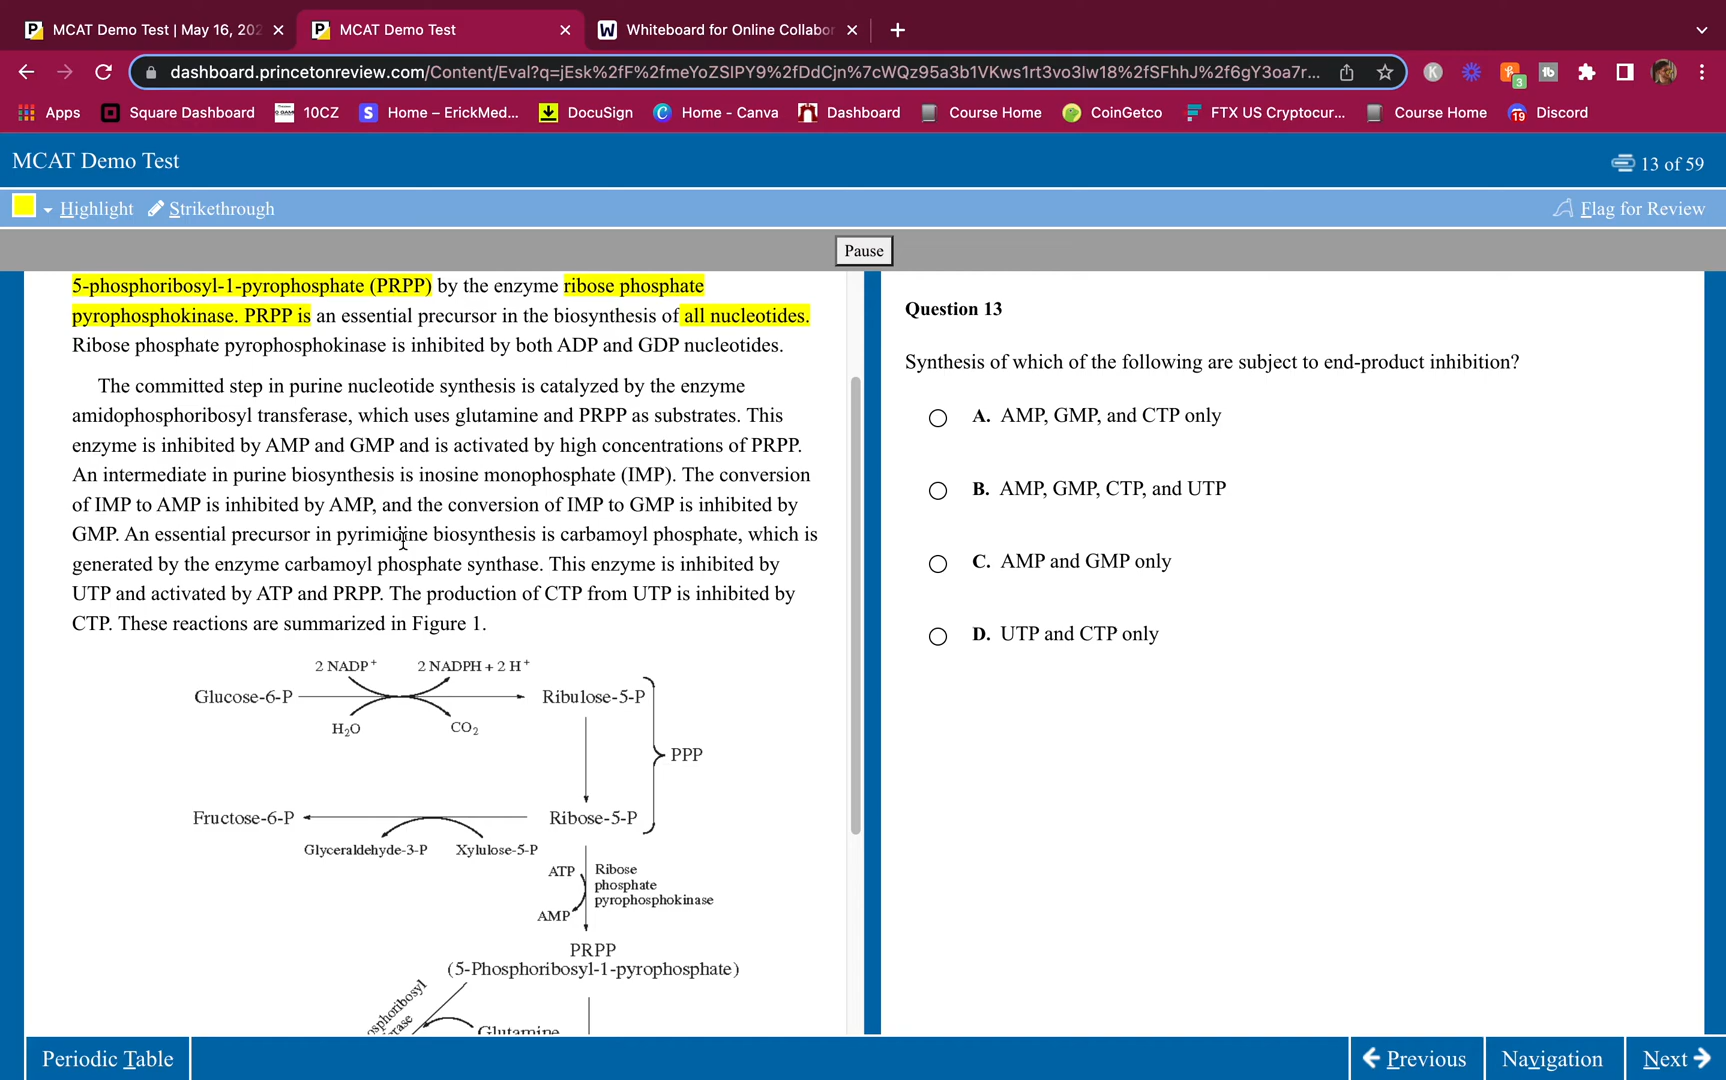 MCAT Demo Test | May 16, 202
MCAT Demo Test
Whiteboard for Online Collabor
dashboard.princetonreview.com/Content/Eval?q=jEsk%2fF%2fmeYoZSIPY9%2fDdCjn%7cWQz95a3b1VKws1rt3vo3lw18%2fSFhhJ%2f6gY3oa7r...
Apps
Square Dashboard
10CZ
Home – ErickMed...
DocuSign
Home - Canva
Dashboard
Course Home
CoinGetco
FTX US Cryptocur...
Course Home
Discord
MCAT Demo Test
13 of 59
Highlight
Strikethrough
Flag for Review
Pause
5-phosphoribosyl-1-pyrophosphate (PRPP) by the enzyme ribose phosphate
pyrophosphokinase. PRPP is an essential precursor in the biosynthesis of all nucleotides.
Ribose phosphate pyrophosphokinase is inhibited by both ADP and GDP nucleotides.
The committed step in purine nucleotide synthesis is catalyzed by the enzyme
amidophosphoribosyl transferase, which uses glutamine and PRPP as substrates. This
enzyme is inhibited by AMP and GMP and is activated by high concentrations of PRPP.
An intermediate in purine biosynthesis is inosine monophosphate (IMP). The conversion
of IMP to AMP is inhibited by AMP, and the conversion of IMP to GMP is inhibited by
GMP. An essential precursor in pyrimidine biosynthesis is carbamoyl phosphate, which is
generated by the enzyme carbamoyl phosphate synthase. This enzyme is inhibited by
UTP and activated by ATP and PRPP. The production of CTP from UTP is inhibited by
CTP. These reactions are summarized in Figure 1.
2 NADP+
2 NADPH + 2 H+
Glucose-6-P
Ribulose-5-P
H2O
CO2
PPP
Fructose-6-P
Ribose-5-P
Glyceraldehyde-3-P
Xylulose-5-P
ATP
Ribose
phosphate
pyrophosphokinase
AMP
PRPP
(5-Phosphoribosyl-1-pyrophosphate)
Glutamine
Question 13
Synthesis of which of the following are subject to end-product inhibition?
A. AMP, GMP, and CTP only
B. AMP, GMP, CTP, and UTP
C. AMP and GMP only
D. UTP and CTP only
Periodic Table
Previous
Navigation
Next